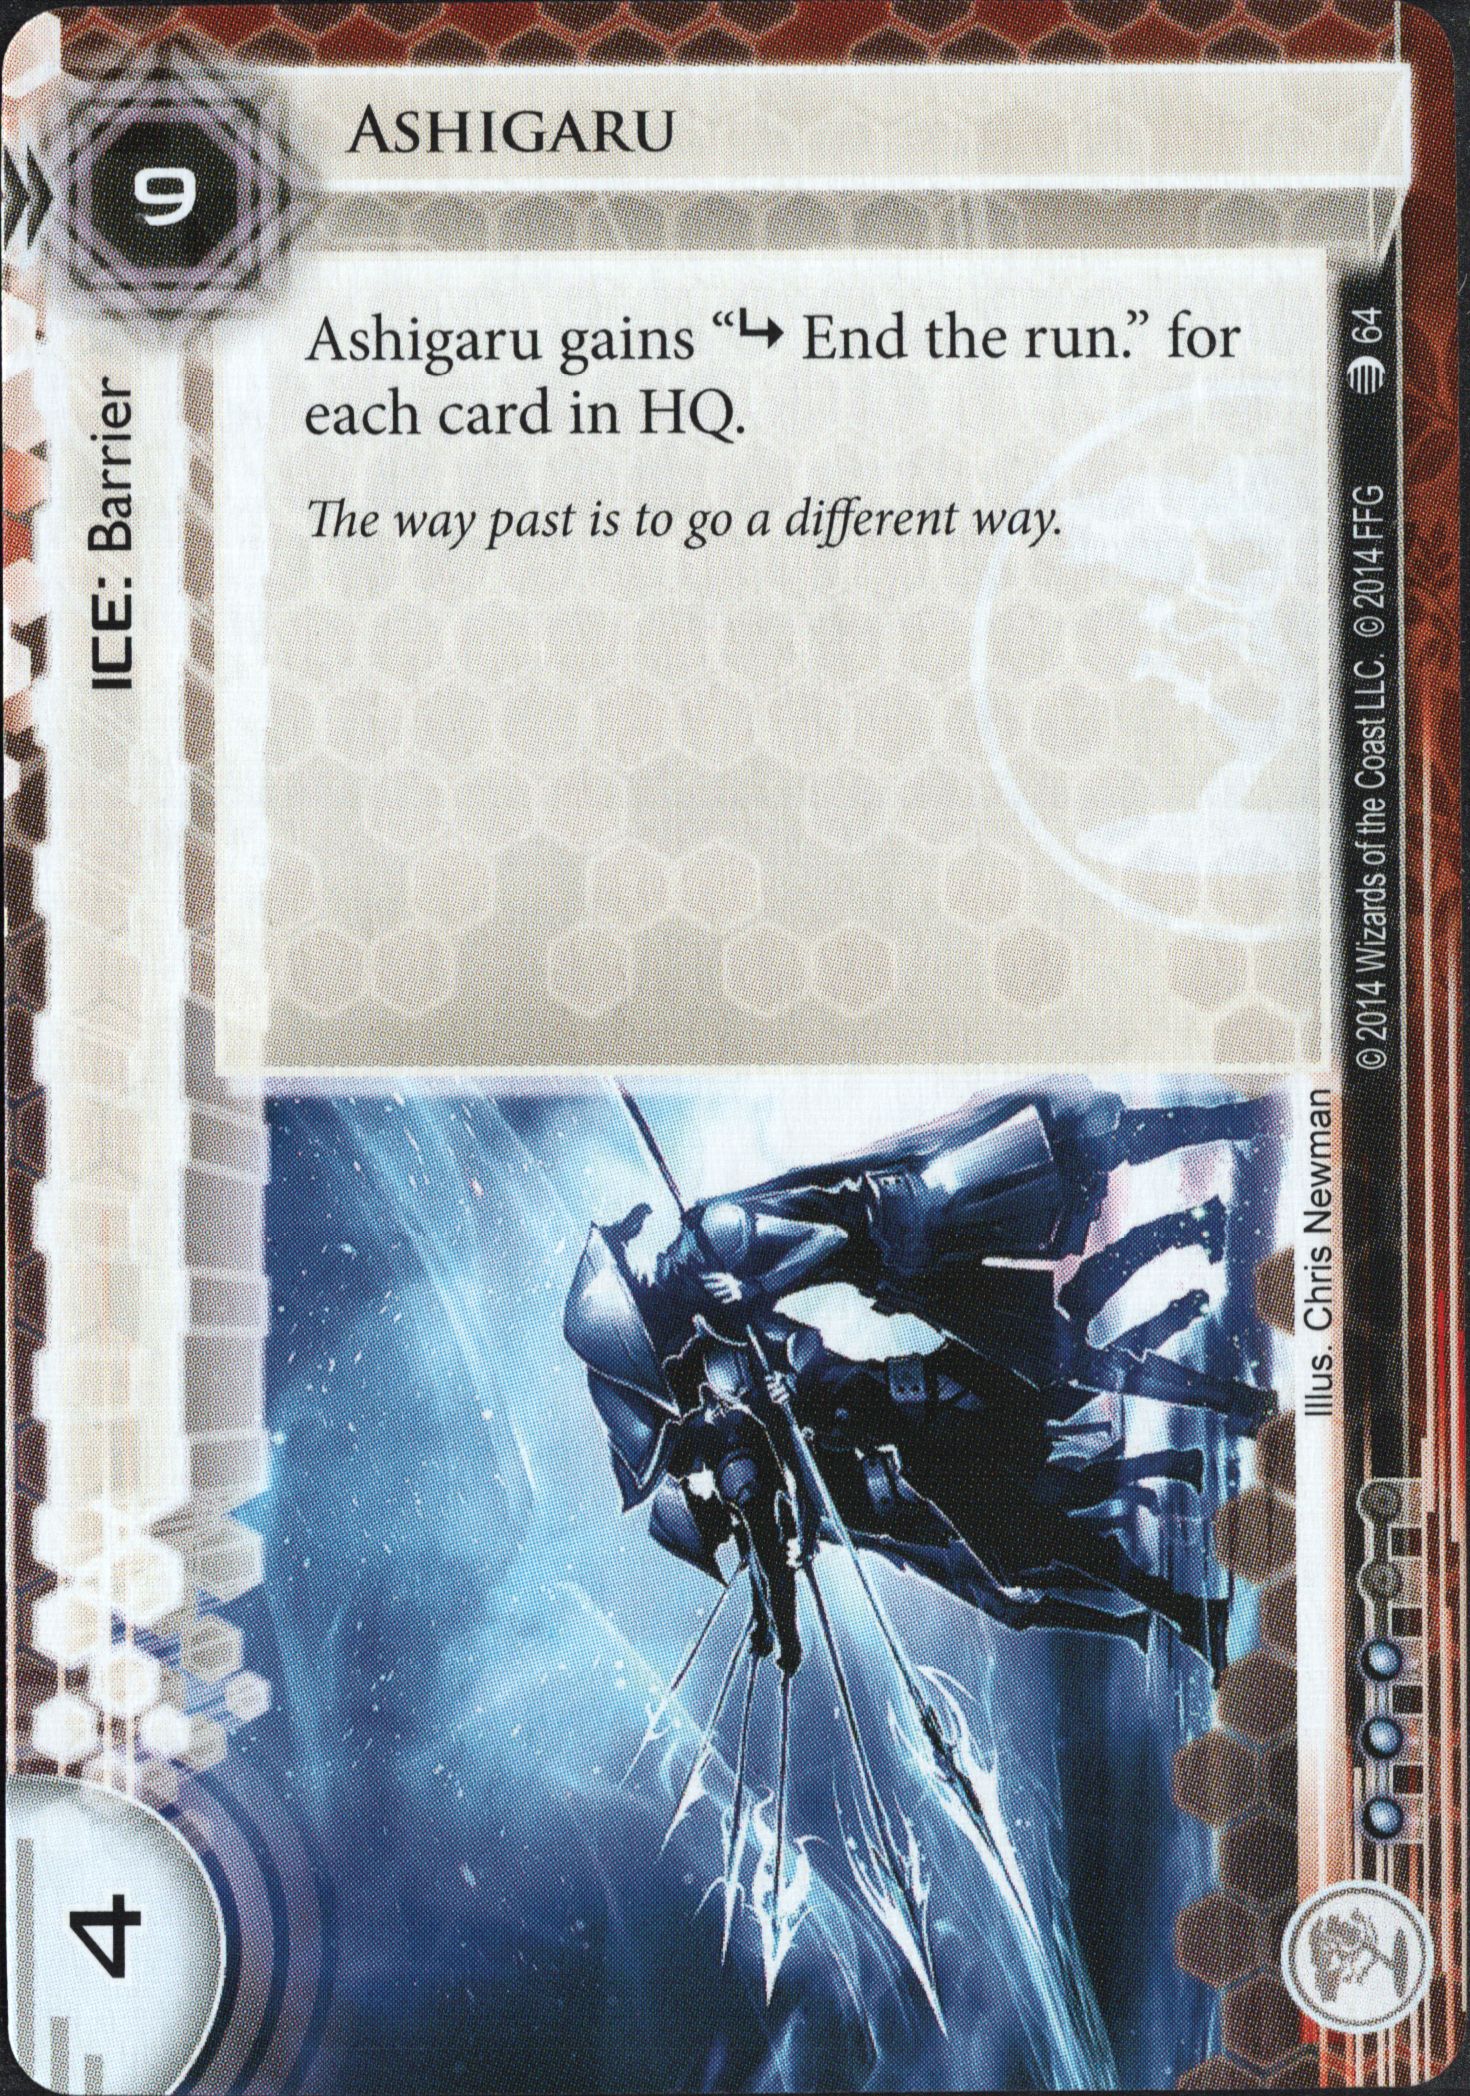 9
ASHIGARU
ICE: Barrier
Ashigaru gains “↳ End the run.” for
each card in HQ.
The way past is to go a different way.
64
© 2014 Wizards of the Coast LLC. © 2014 FFG
Illus. Chris Newman
4